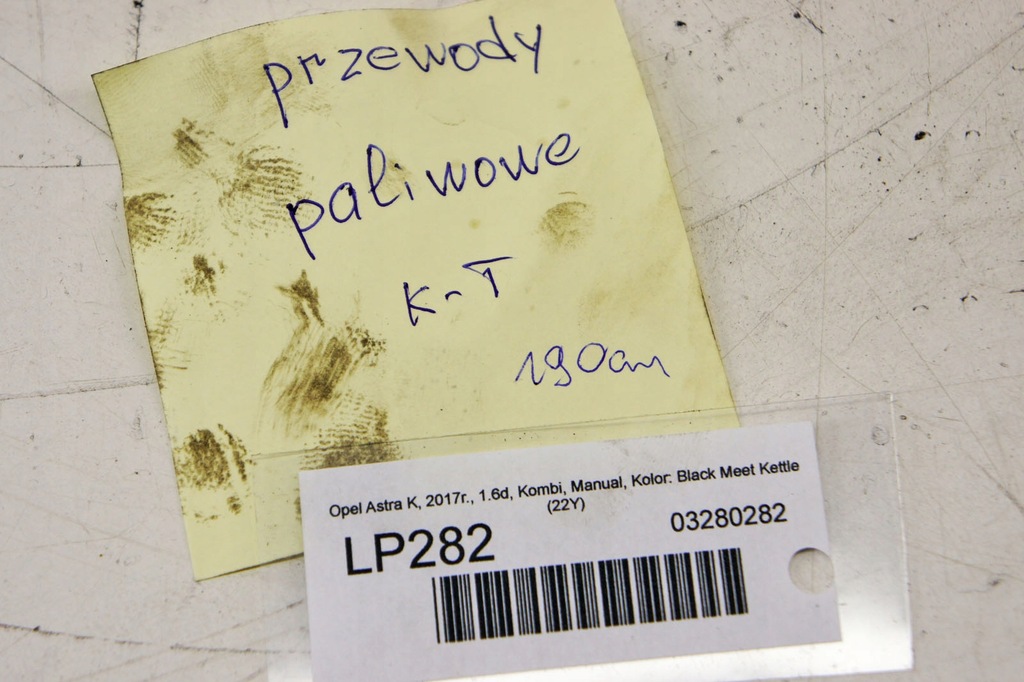 przewody
paliwowe
K-T
190cm
Opel Astra K, 2017r., 1.6d, Kombi, Manual, Kolor: Black Meet Kettle
(22Y)
LP282 03280282